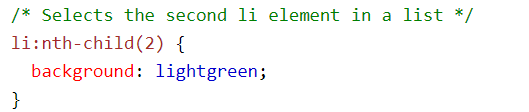 /* Selects the second li element in a list */
li:nth-child(2) {
  background: lightgreen;
}